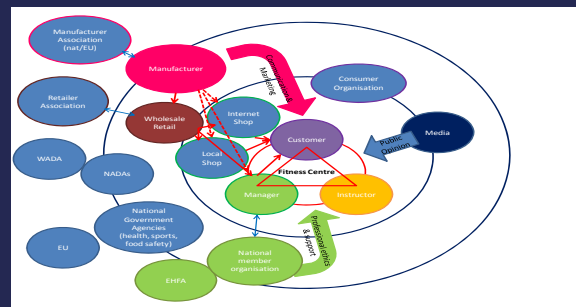 Manufacturer
Association
(nat/EU)
Manufacturer
Communication &
Marketing
Consumer
Organisation
Retailer
Association
Wholesale
Retail
Internet
Shop
Customer
Media
Public
Opinion
Local
Shop
WADA
NADAs
Fitness Centre
Manager
Instructor
National
Government
Agencies
(health, sports,
food safety)
Professional ethics
& support
EU
National
member
organisation
EHFA